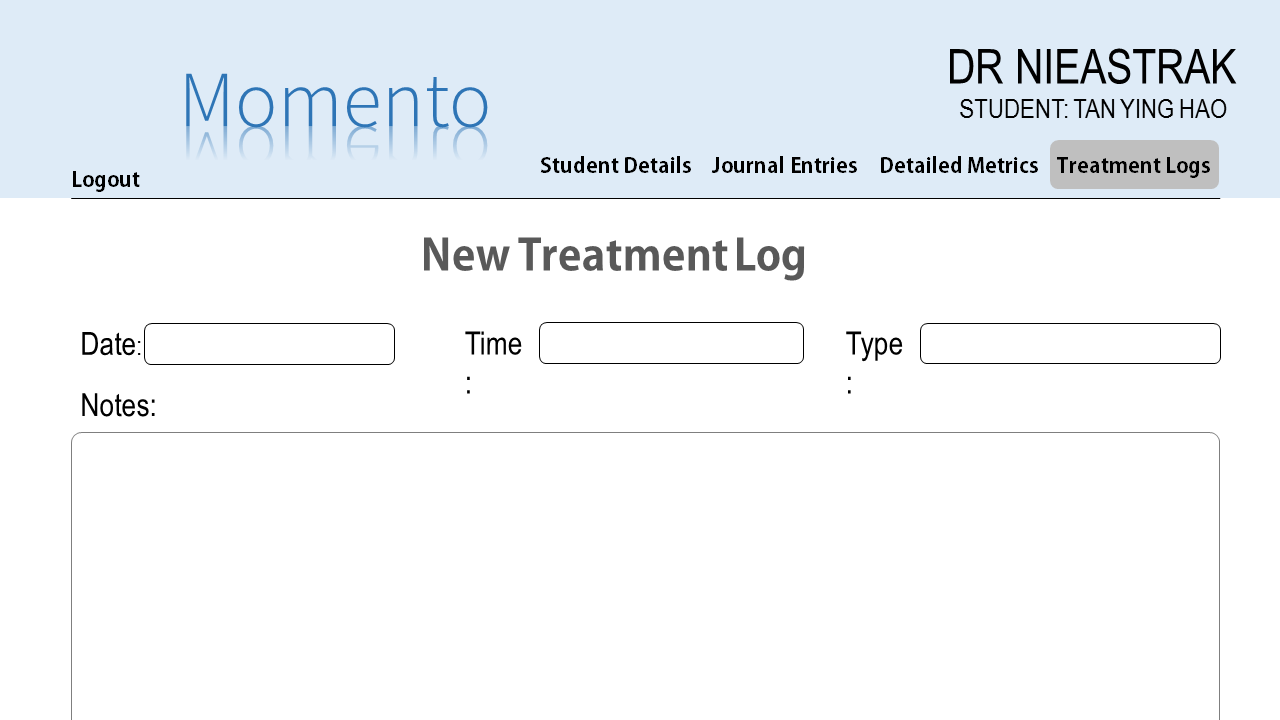 DR NIEASTRAK
Momento
STUDENT: TAN YING HAO
Logout
Student Details
Journal Entries
Detailed Metrics
Treatment Logs
New Treatment Log
Date:
Time
:
Type
:
Notes: